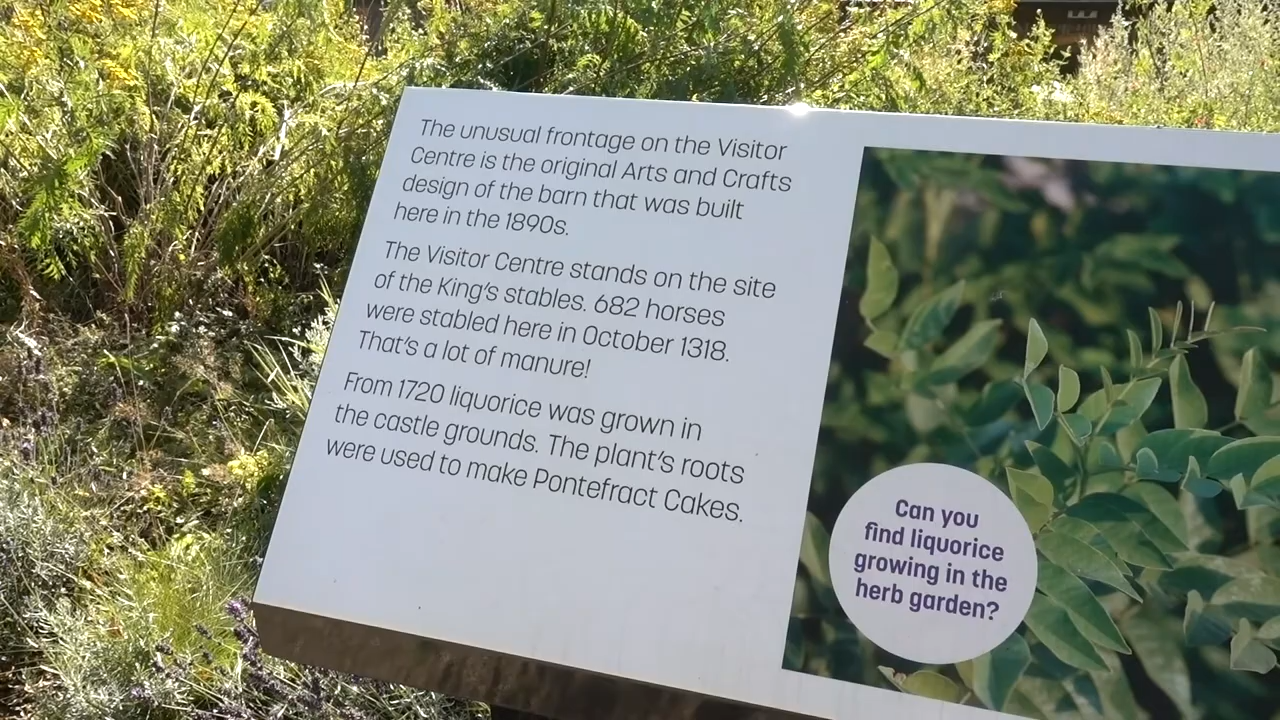 The unusual frontage on the Visitor
Centre is the original Arts and Crafts
design of the barn that was built
here in the 1890s.
The Visitor Centre stands on the site
of the King's stables. 682 horses
were stabled here in October 1318.
That's a lot of manure!
From 1720 liquorice was grown in
the castle grounds. The plant's roots
were used to make Pontefract Cakes.
Can you
find liquorice
growing in the
herb garden?